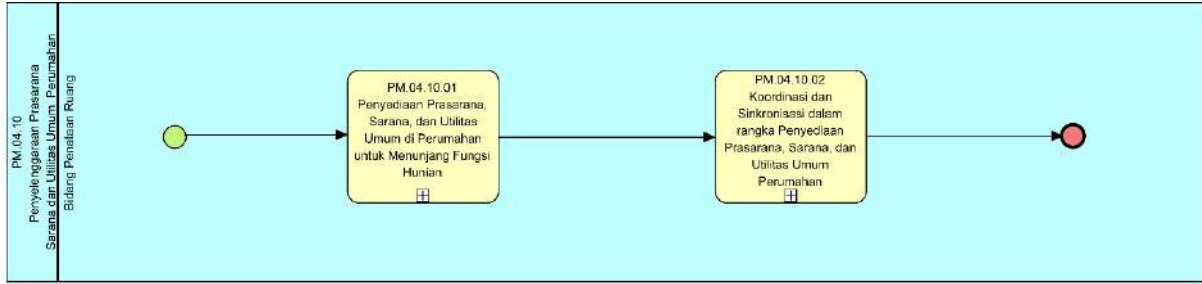 PM.04.10
Penyelenggaraan Prasarana
Sarana dan Utilitas Umum Perumahan
Bidang Penataan Ruang
PM.04.10.01
Penyediaan Prasarana,
Sarana, dan Utilitas
Umum di Perumahan
untuk Menunjang Fungsi
Hunian
PM.04.10.02
Koordinasi dan
Sinkronisasi dalam
rangka Penyediaan
Prasarana, Sarana, dan
Utilitas Umum
Perumahan